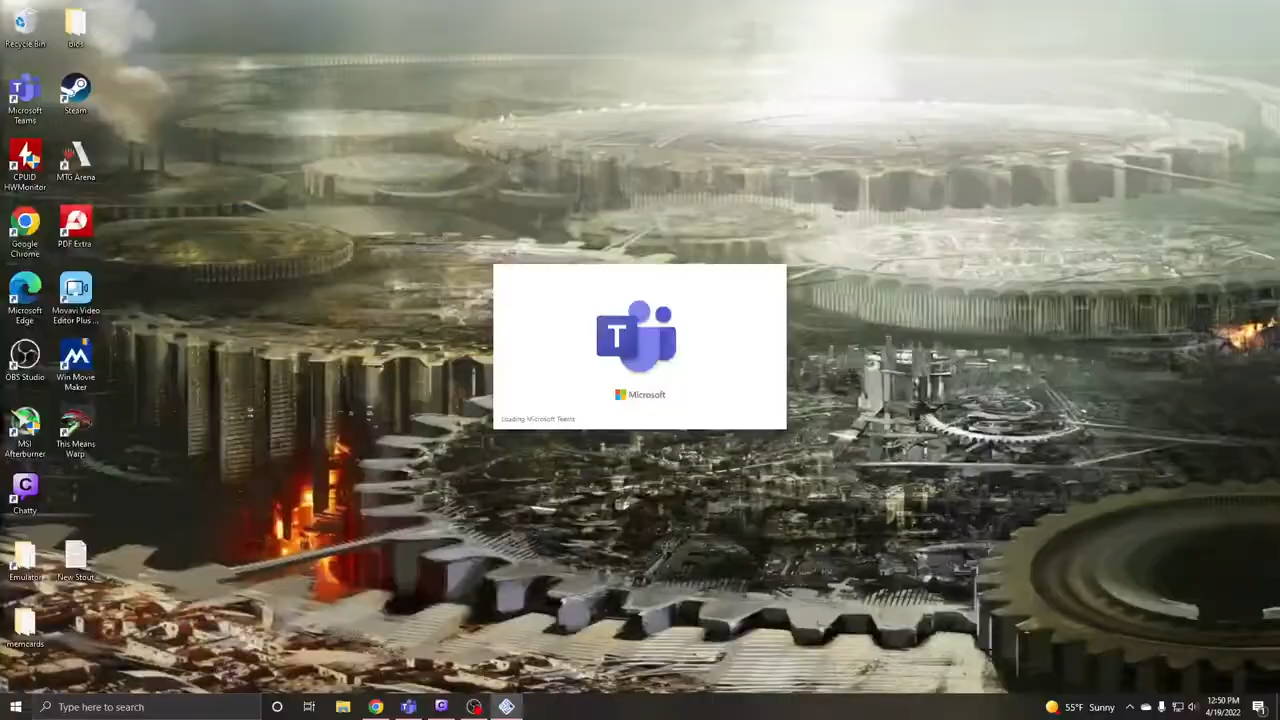 Recycle Bin
bios
Microsoft
Teams
Steam
CPUID
HWMonitor
MTG Arena
Google
Chrome
PDF Extra
Microsoft
Edge
Movavi Video
Editor Plus ...
OBS Studio
Win Movie
Maker
MSI
Afterburner
This Means
Warp
C
Chatty
Emulator
New Stout
memcards
T
Microsoft
Loading Microsoft Teams
Type here to search
55°F Sunny
12:50 PM
4/19/2022